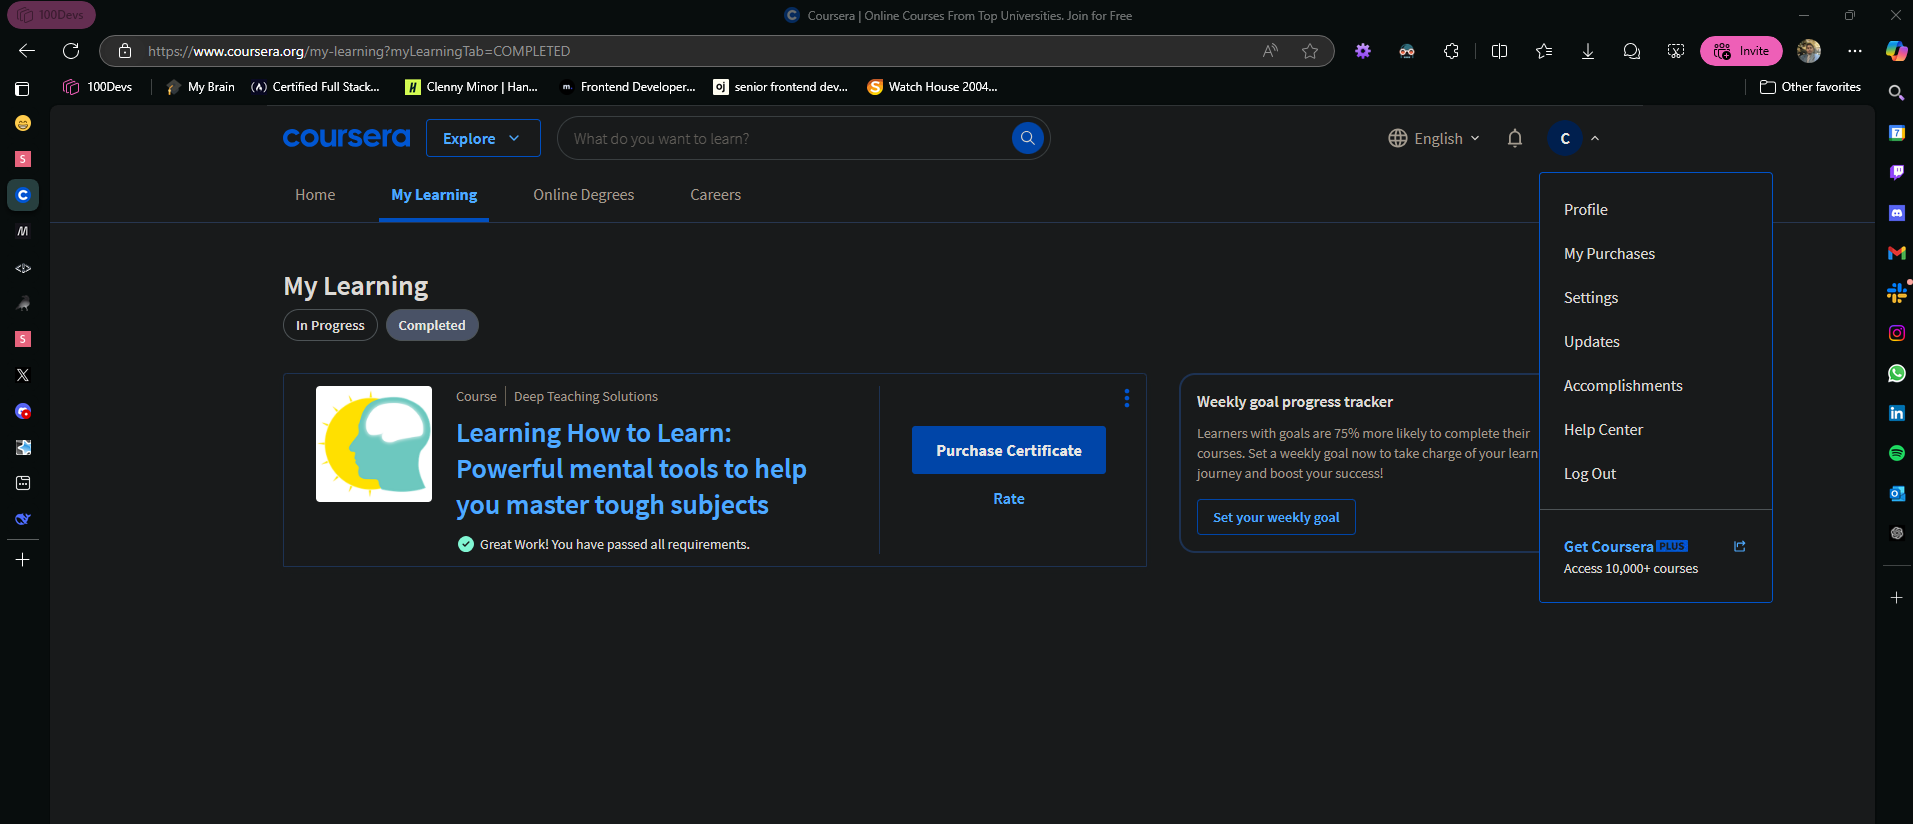 100Devs
Coursera | Online Courses From Top Universities. Join for Free
https://www.coursera.org/my-learning?myLearningTab=COMPLETED
Invite
100Devs
My Brain
Certified Full Stack...
Clenny Minor | Han...
Frontend Developer...
senior frontend dev...
Watch House 2004...
Other favorites
coursera
Explore
What do you want to learn?
English
C
Home
My Learning
Online Degrees
Careers
Profile
My Purchases
Settings
Updates
Accomplishments
Help Center
Log Out
Get Coursera PLUS
Access 10,000+ courses
My Learning
In Progress
Completed
Course
Deep Teaching Solutions
Learning How to Learn:
Powerful mental tools to help
you master tough subjects
Great Work! You have passed all requirements.
Purchase Certificate
Rate
Weekly goal progress tracker
Learners with goals are 75% more likely to complete their
courses. Set a weekly goal now to take charge of your learn
journey and boost your success!
Set your weekly goal